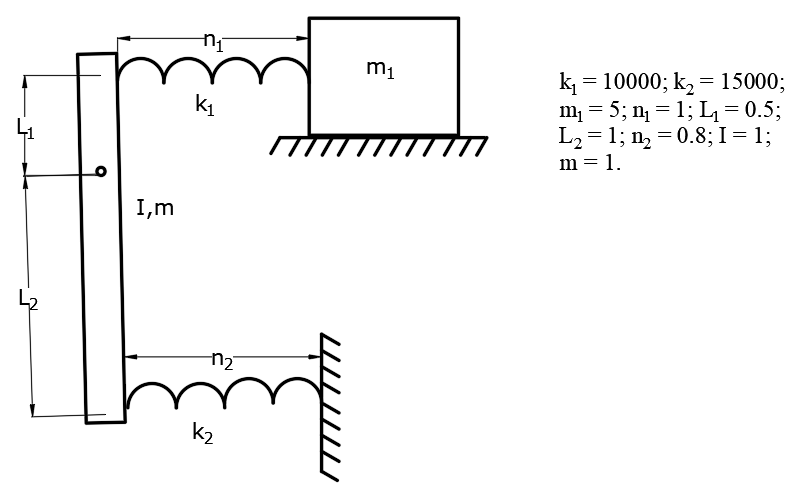 n₁
m₁
k₁
L₁
I,m
L₂
n₂
k₂
k₁ = 10000; k₂ = 15000;
m₁ = 5; n₁ = 1; L₁ = 0.5;
L₂ = 1; n₂ = 0.8; I = 1;
m = 1.